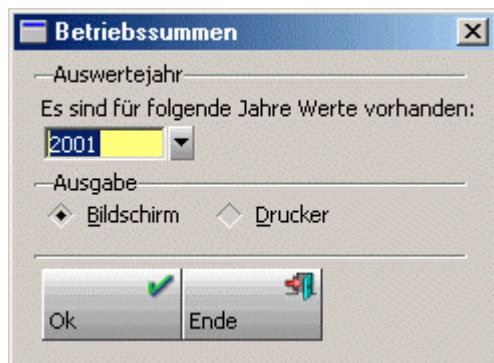 Betriebssummen
Auswertejahr
Es sind für folgende Jahre Werte vorhanden:
2001
Ausgabe
Bildschirm Drucker
Ok Ende